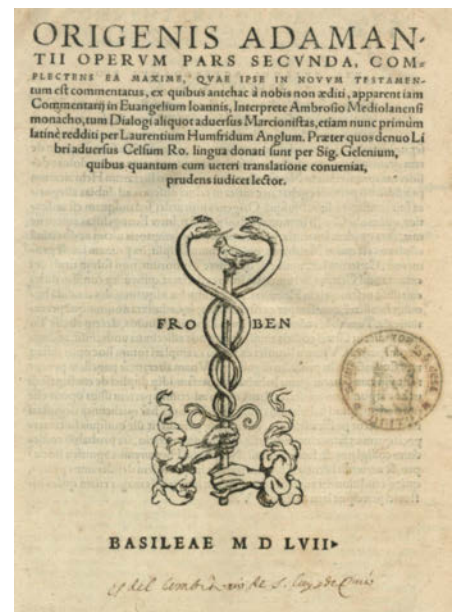 ORIGENIS ADAMAN-
TII OPERVM PARS SECVNDA, COM-
PLECTENS EA MAXIME, QVAE IPSE IN NOVVM TESTAMEN-
tum est commentatus, ex quibus antehac à nobis non æditi, apparent iam
Commentarij in Euangelium Ioannis, Interprete Ambrosio Mediolanensi
monacho, tum Dialogi aliquot aduersus Marcionistas, etiam nunc primùm
latinè redditi per Laurentium Humfridum Anglum. Præter quos denuo Li
bri aduersus Celsum Ro. lingua donati sunt per Sig. Gelenium,
quibus quantum cum ueteri translatione conueniat,
prudens iudicet lector.
FRO BEN
BASILEAE M D LVII